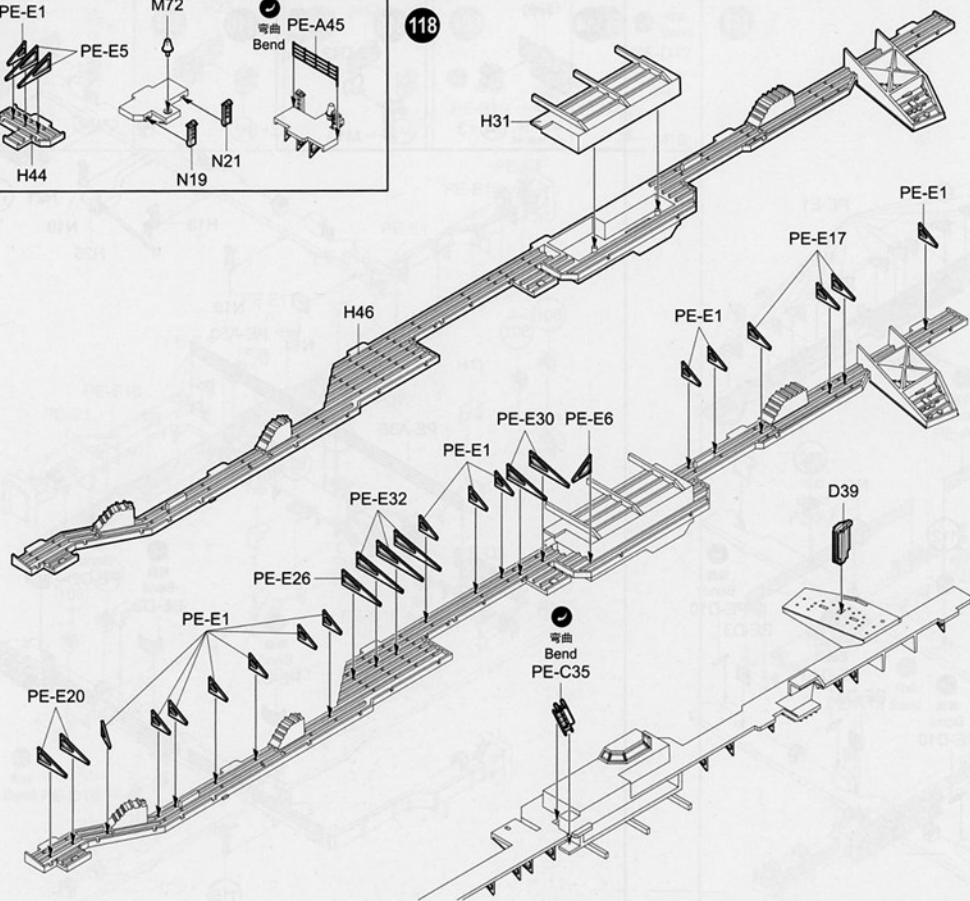 PE-E1
PE-E5
H44
M72
N21
N19
弯曲
Bend
PE-A45
118
H31
H46
PE-E1
PE-E17
PE-E1
PE-E30
PE-E6
PE-E1
PE-E32
PE-E26
PE-E1
PE-E20
D39
弯曲
Bend
PE-C35